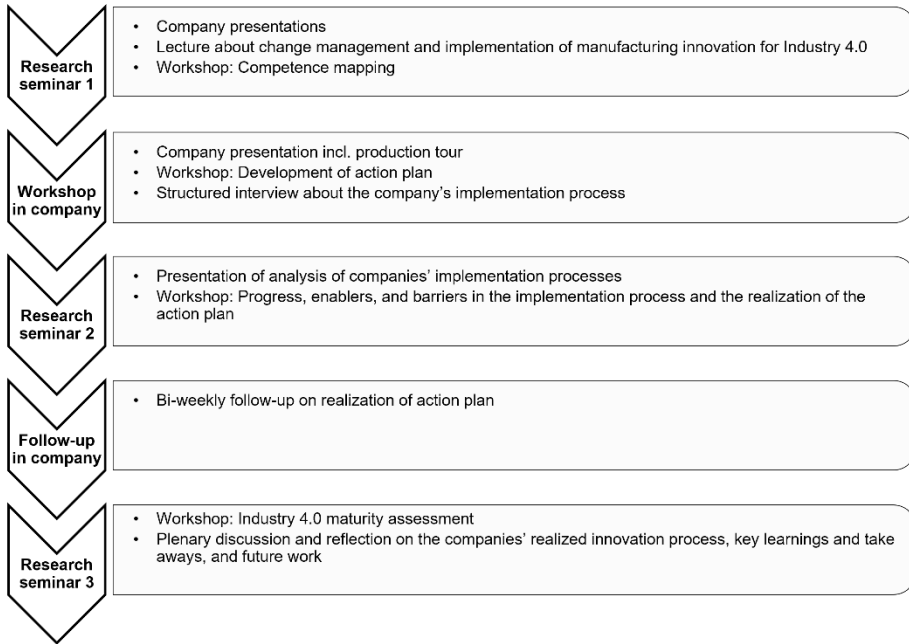 Research
seminar 1
• Company presentations
• Lecture about change management and implementation of manufacturing innovation for Industry 4.0
• Workshop: Competence mapping
Workshop
in company
• Company presentation incl. production tour
• Workshop: Development of action plan
• Structured interview about the company's implementation process
Research
seminar 2
• Presentation of analysis of companies' implementation processes
• Workshop: Progress, enablers, and barriers in the implementation process and the realization of the
action plan
Follow-up
in company
• Bi-weekly follow-up on realization of action plan
Research
seminar 3
• Workshop: Industry 4.0 maturity assessment
• Plenary discussion and reflection on the companies' realized innovation process, key learnings and take
aways, and future work